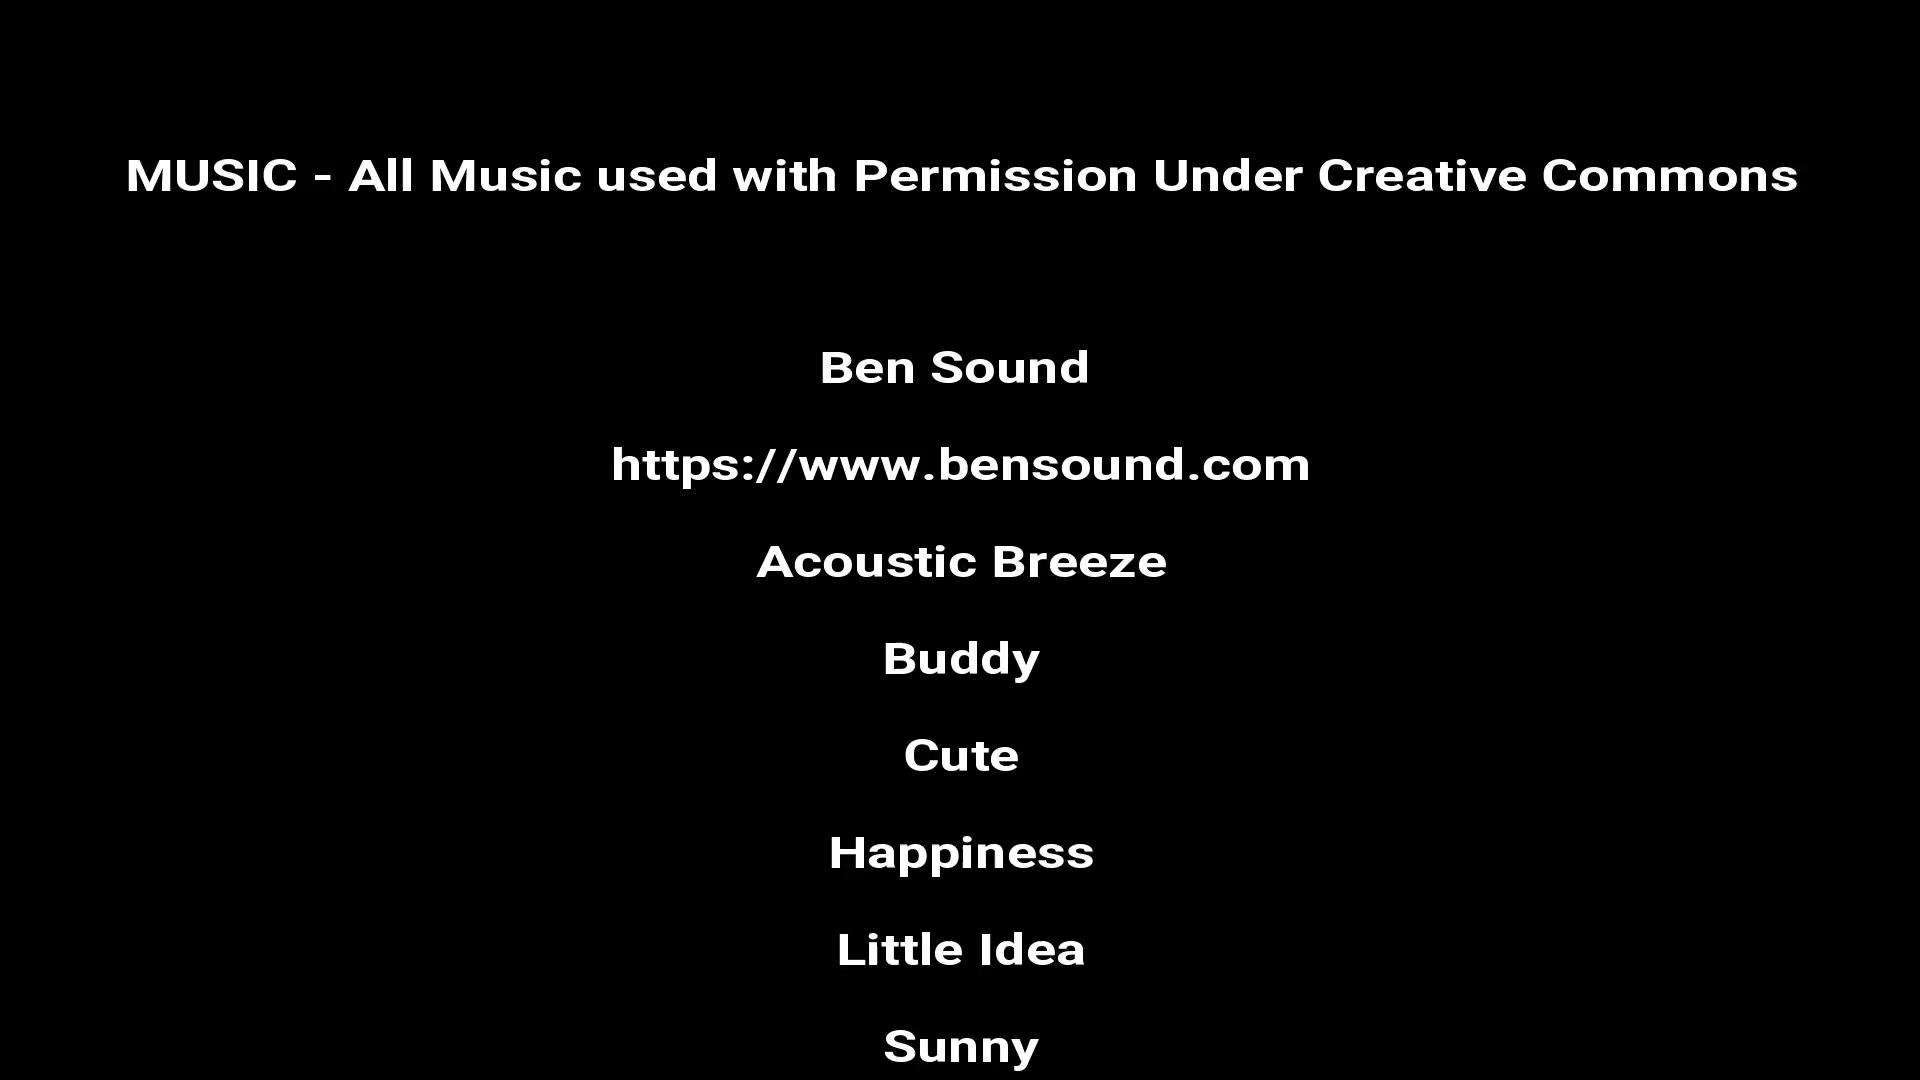 MUSIC - All Music used with Permission Under Creative Commons
Ben Sound
https://www.bensound.com
Acoustic Breeze
Buddy
Cute
Happiness
Little Idea
Sunny